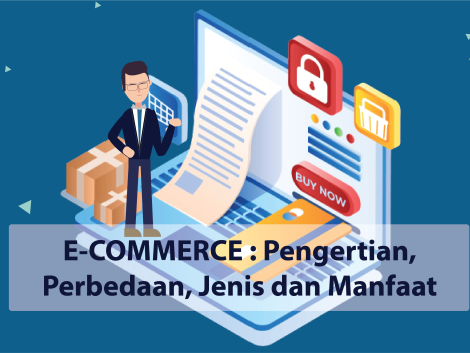 BUY NOW
E-COMMERCE : Pengertian,
Perbedaan, Jenis dan Manfaat